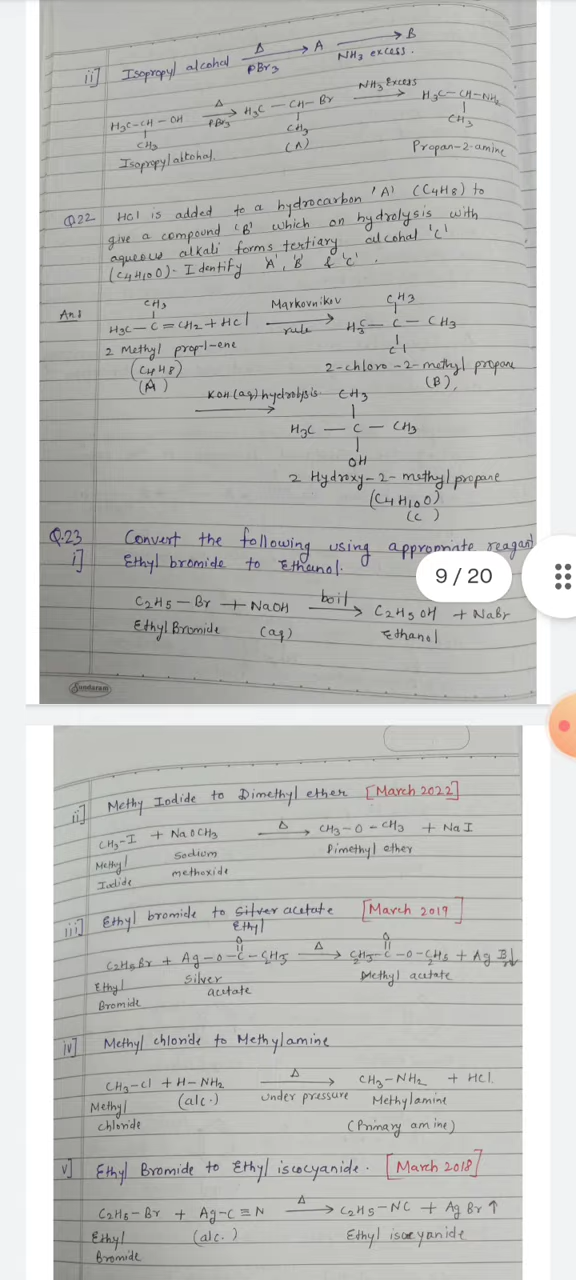 ii] Isopropyl alcohol —Δ/PBr3→ A —NH3 excess.→ B
H3C-CH-OH —Δ/PBr3→ H3C-CH-Br —NH3 Excess→ H3C-CH-NH2
CH3 CH3 CH3
Isopropyl alcohol. (A) Propan-2-amine
Q.22 HCl is added to a hydrocarbon 'A' (C4H8) to
give a compound 'B' which on hydrolysis with
aqueous alkali forms tertiary alcohol 'C'
(C4H10O). Identify 'A', 'B' & 'C'.
Ans
CH3 CH3
H3C-C=CH2+HCl —Markovnikov rule→ H3C-C-CH3
2 Methyl prop-1-ene Cl
(C4H8) 2-chloro-2-methyl propane
(A) (B)
—KOH(aq) hydrolysis→ CH3
H3C-C-CH3
OH
2 Hydroxy-2-methyl propane
(C4H10O)
(C)
Q.23 Convert the following using appropriate reagant
i] Ethyl bromide to Ethanol.
9 / 20
C2H5-Br + NaOH —boil→ C2H5OH + NaBr
Ethyl Bromide (aq) Ethanol
Sundaram
ii] Methy Iodide to Dimethyl ether [March 2022]
CH3-I + NaOCH3 —Δ→ CH3-O-CH3 + NaI
Methyl Sodium Dimethyl ether
Iodide methoxide
iii] Ethyl bromide to Silver acetate [March 2019]
Ethyl
O O
C2H5Br + Ag-O-C-CH3 —Δ→ -C-O-C2H5 + Ag Br↓
Ethyl Silver acetate
Bromide acetate
iv] Methyl chloride to Methylamine
CH3-Cl + H-NH2 —Δ/under pressure→ CH3-NH2 + HCl.
Methyl (alc.) Methylamine
chloride (Primary amine)
v] Ethyl Bromide to Ethyl isocyanide. [March 2018]
C2H5-Br + Ag-C≡N —Δ→ C2H5-NC + AgBr↑
Ethyl (alc.) Ethyl isocyanide
Bromide